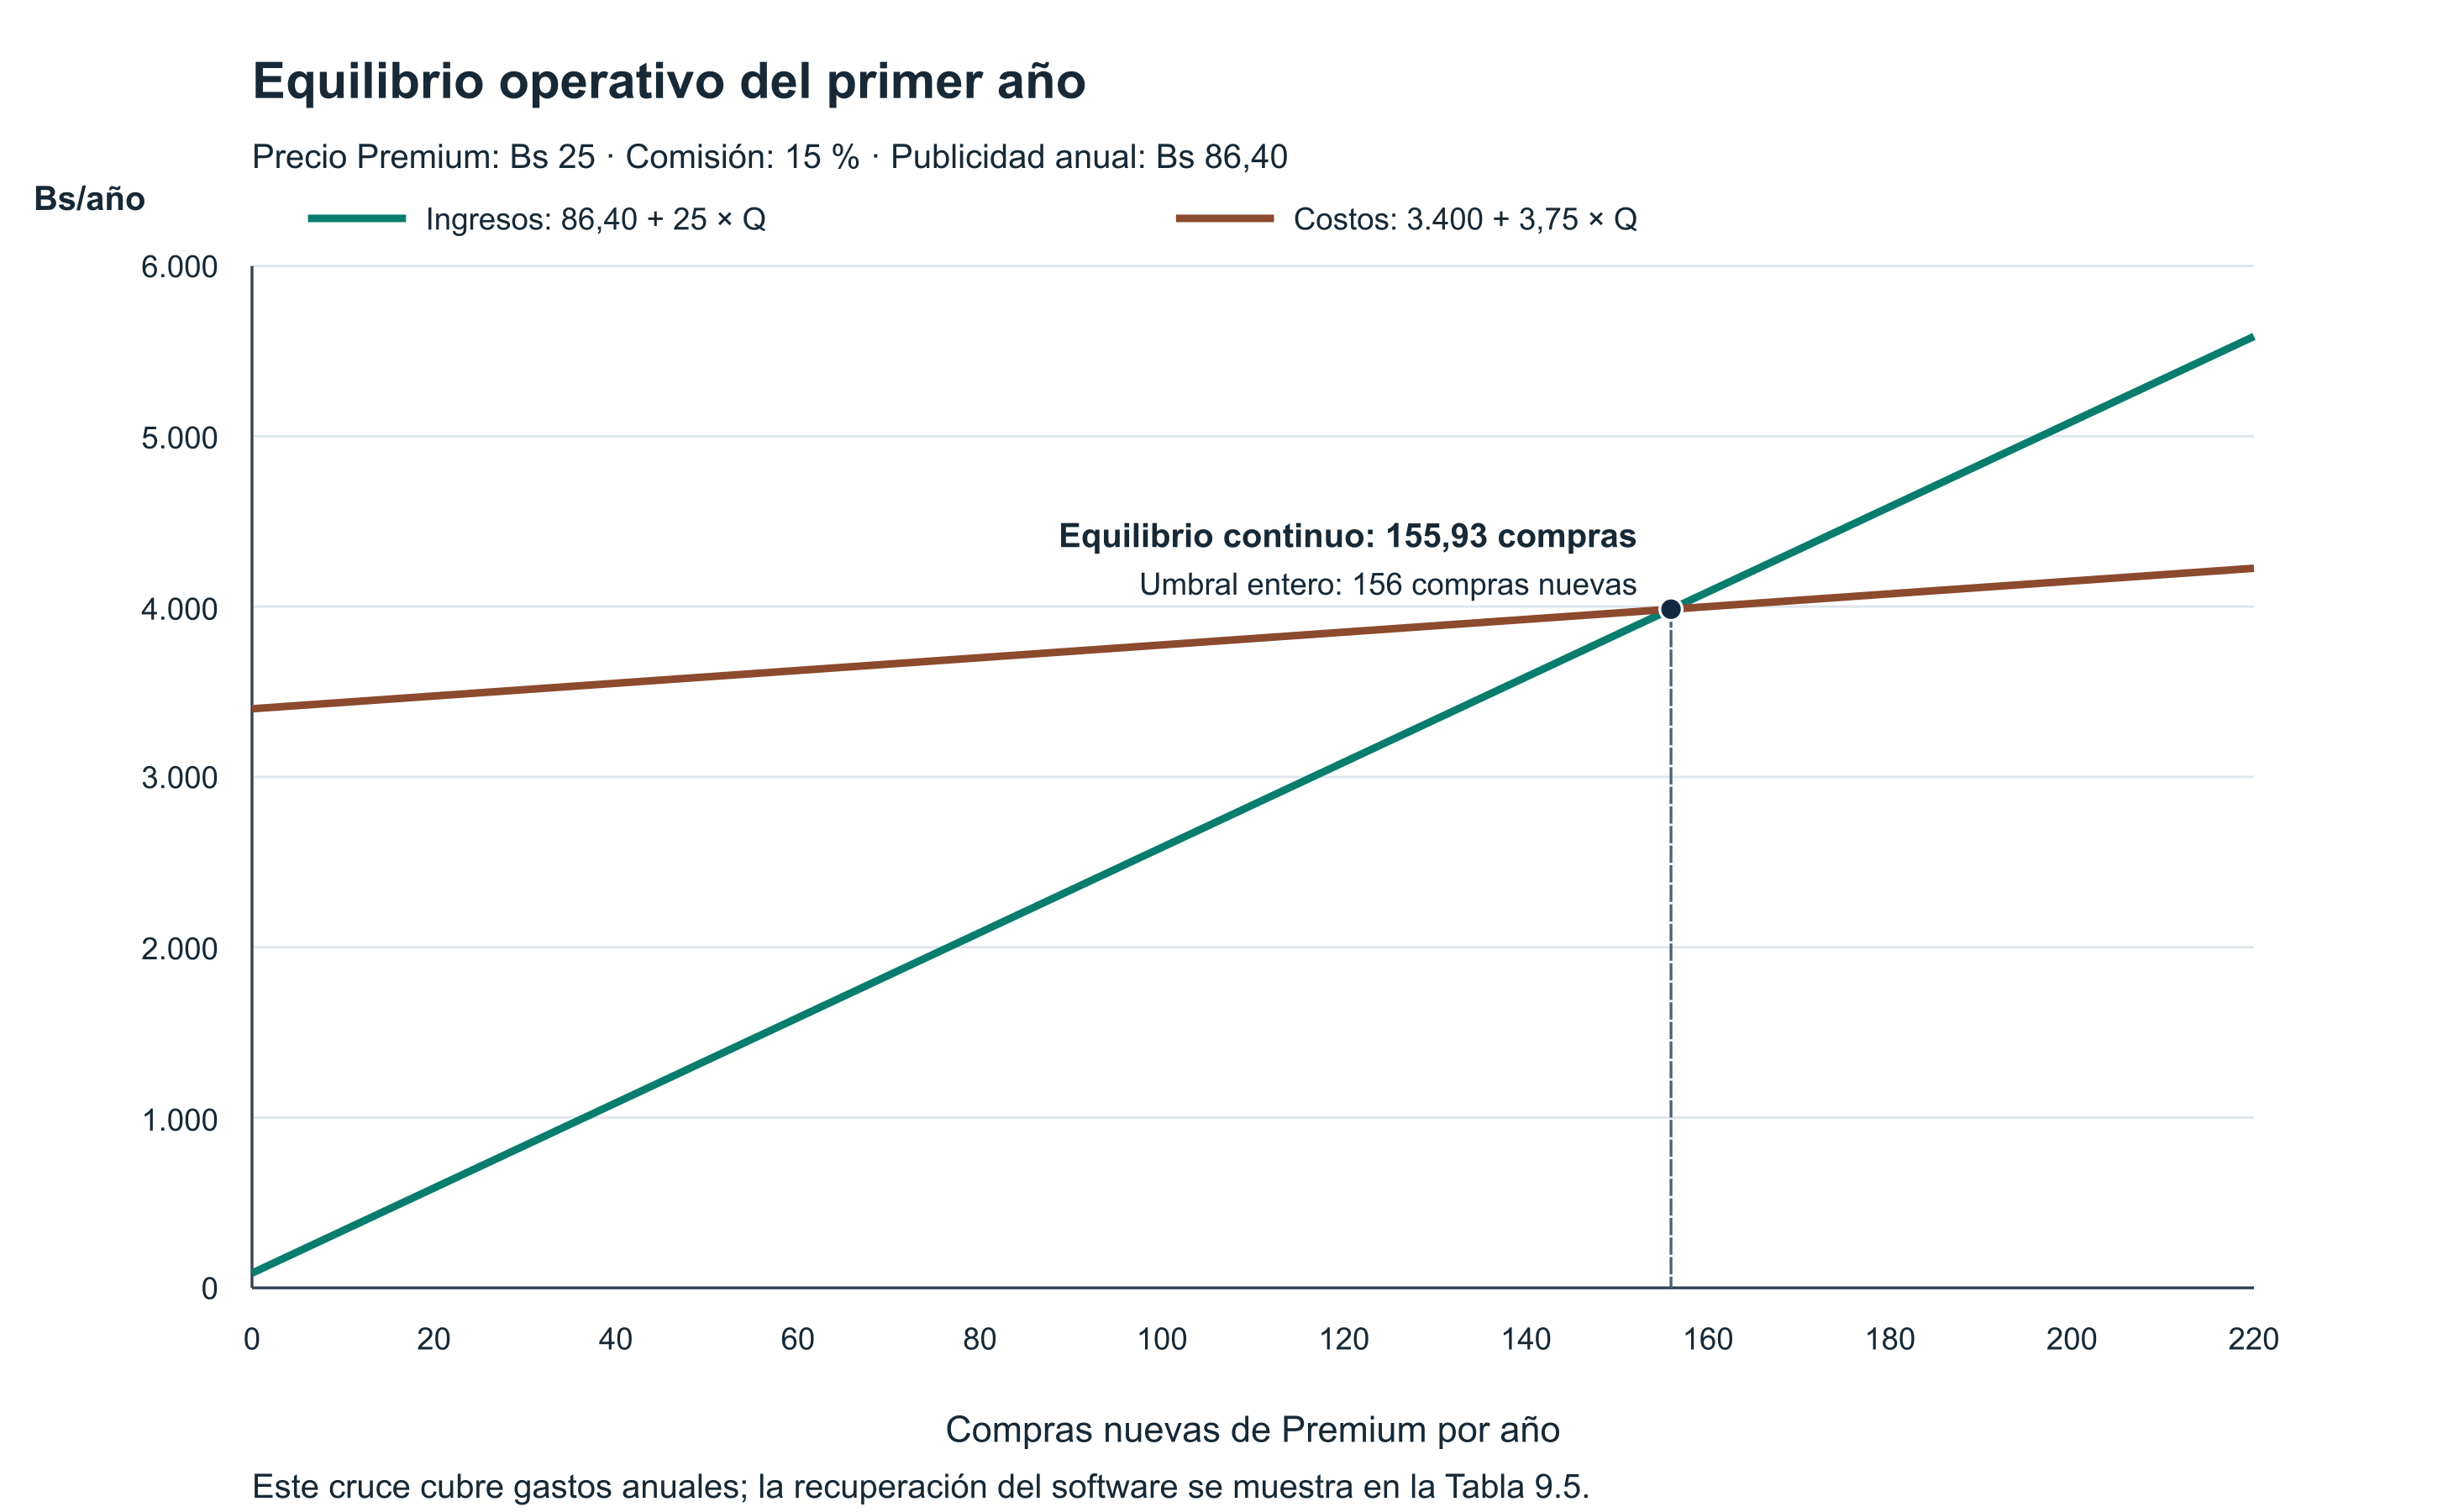 Equilibrio operativo del primer año
Precio Premium: Bs 25 · Comisión: 15 % · Publicidad anual: Bs 86,40
Bs/año
Ingresos: 86,40 + 25 × Q
Costos: 3.400 + 3,75 × Q
6.000
5.000
Equilibrio continuo: 155,93 compras
Umbral entero: 156 compras nuevas
4.000
3.000
2.000
1.000
0
0 20 40 60 80 100 120 140 160 180 200 220
Compras nuevas de Premium por año
Este cruce cubre gastos anuales; la recuperación del software se muestra en la Tabla 9.5.